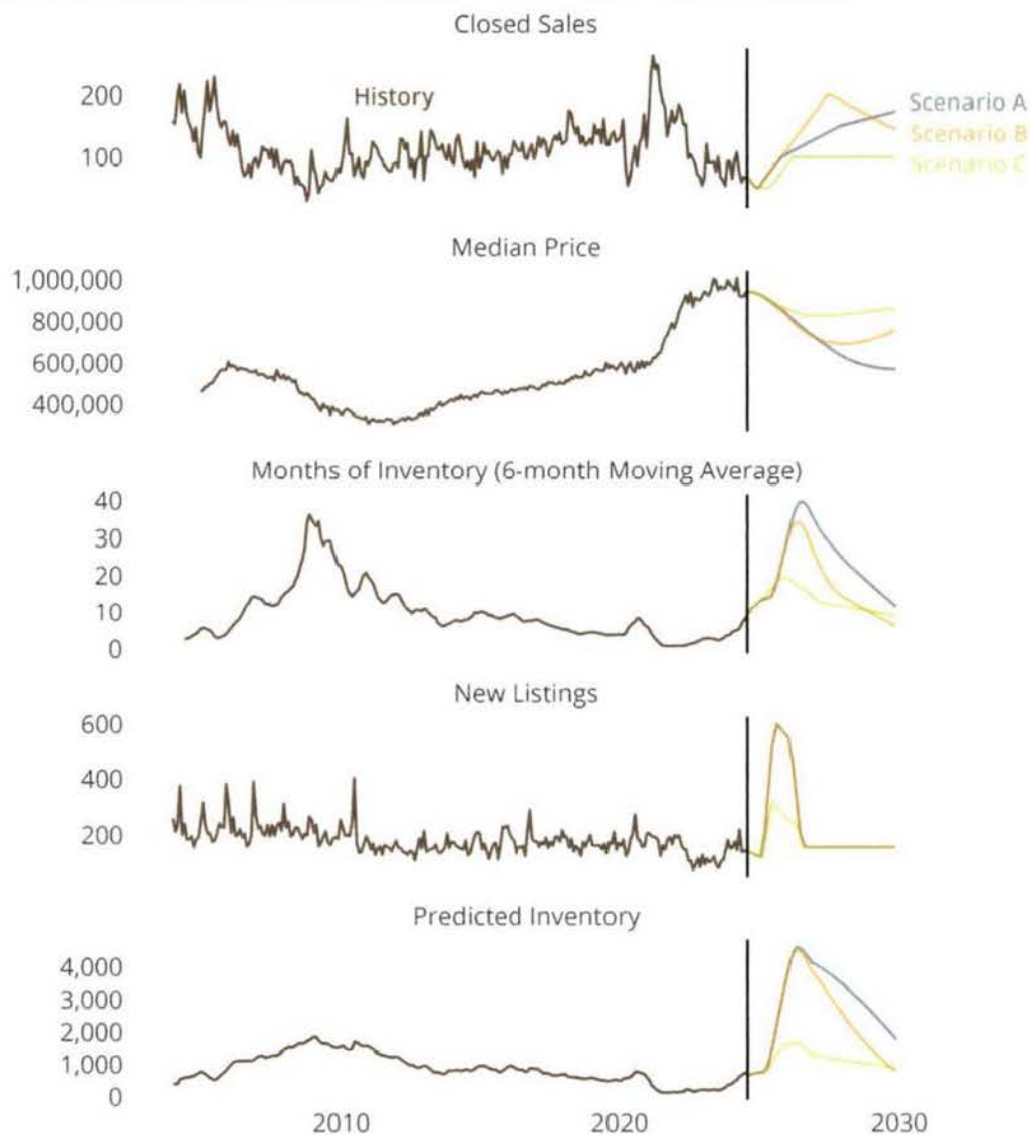 Closed Sales
200
100
History
Scenario A
Scenario B
Scenario C
Median Price
1,000,000
800,000
600,000
400,000
Months of Inventory (6-month Moving Average)
40
30
20
10
0
New Listings
600
400
200
Predicted Inventory
4,000
3,000
2,000
1,000
0
2010 2020 2030